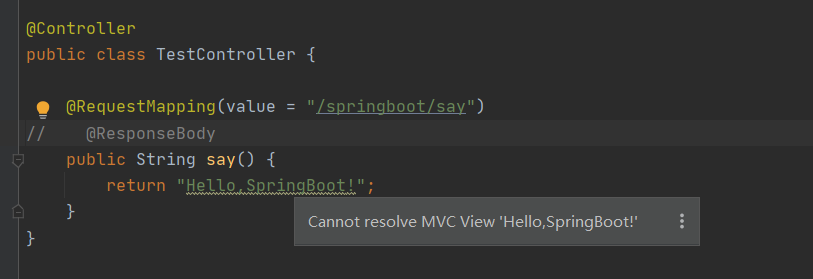 @Controller
public class TestController {
@RequestMapping(value = "/springboot/say")
// @ResponseBody
public String say() {
return "Hello,SpringBoot!";
}
Cannot resolve MVC View 'Hello,SpringBoot!'
}